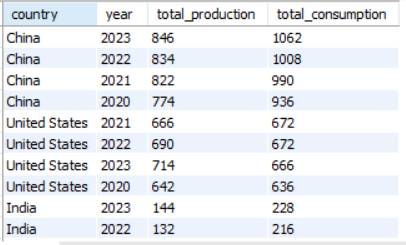 country year total_production total_consumption
China 2023 846 1062
China 2022 834 1008
China 2021 822 990
China 2020 774 936
United States 2021 666 672
United States 2022 690 672
United States 2023 714 666
United States 2020 642 636
India 2023 144 228
India 2022 132 216